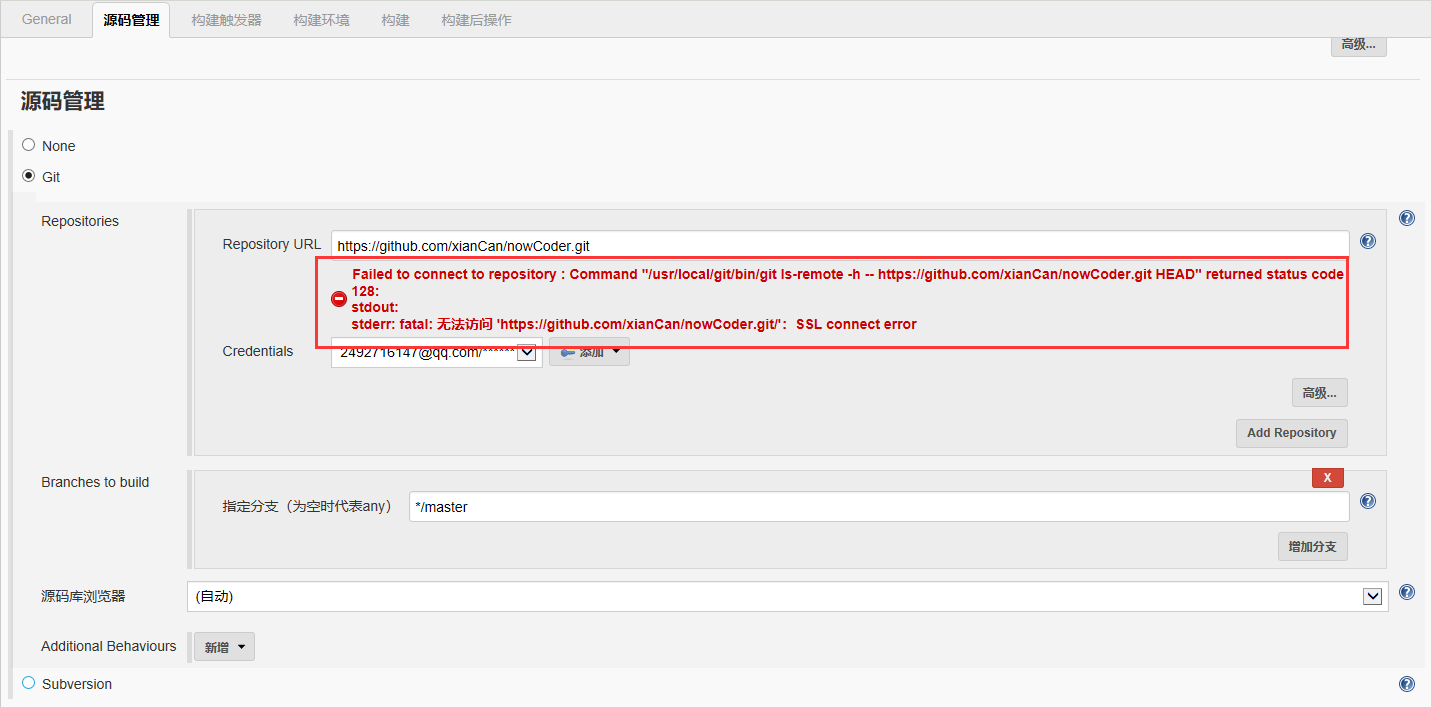 General 源码管理 构建触发器 构建环境 构建 构建后操作
高级...
源码管理
None
Git
Repositories
Repository URL https://github.com/xianCan/nowCoder.git
Failed to connect to repository : Command "/usr/local/git/bin/git ls-remote -h -- https://github.com/xianCan/nowCoder.git HEAD" returned status code
128:
stdout:
stderr: fatal: 无法访问 'https://github.com/xianCan/nowCoder.git/'：SSL connect error
Credentials 2492716147@qq.com/****** 添加
高级...
Add Repository
Branches to build
X
指定分支（为空时代表any） */master
增加分支
源码库浏览器 (自动)
Additional Behaviours 新增
Subversion